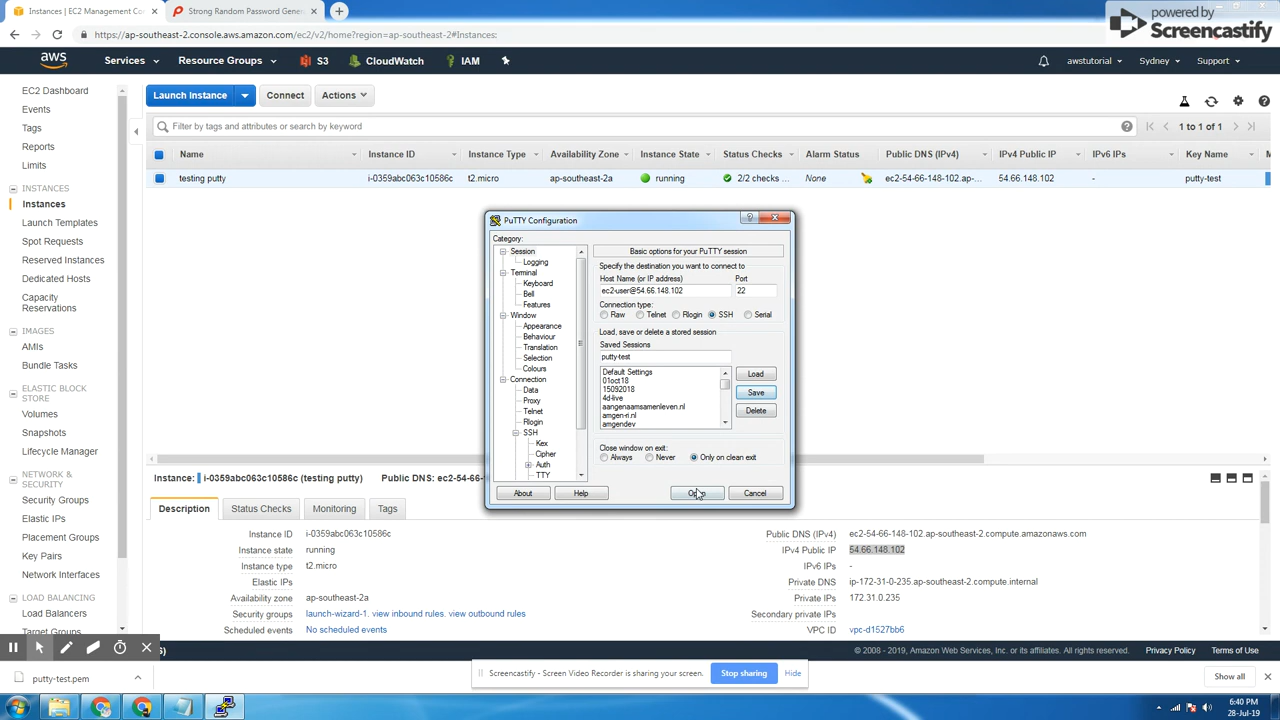 Instances | EC2 Management Co
Strong Random Password Gene
powered by
Screencastify
https://ap-southeast-2.console.aws.amazon.com/ec2/v2/home?region=ap-southeast-2#Instances:
aws Services Resource Groups S3 CloudWatch IAM awstutorial Sydney Support
Launch Instance Connect Actions
Filter by tags and attributes or search by keyword 1 to 1 of 1
Name Instance ID Instance Type Availability Zone Instance State Status Checks Alarm Status Public DNS (IPv4) IPv4 Public IP IPv6 IPs Key Name M
testing putty i-0359abc063c10586c t2.micro ap-southeast-2a running 2/2 checks ... None ec2-54-66-148-102.ap-... 54.66.148.102 - putty-test
EC2 Dashboard
Events
Tags
Reports
Limits
INSTANCES
Instances
Launch Templates
Spot Requests
Reserved Instances
Dedicated Hosts
Capacity
Reservations
IMAGES
AMIs
Bundle Tasks
ELASTIC BLOCK
STORE
Volumes
Snapshots
Lifecycle Manager
NETWORK &
SECURITY
Security Groups
Elastic IPs
Placement Groups
Key Pairs
Network Interfaces
LOAD BALANCING
Load Balancers
Target Groups
PuTTY Configuration
Category:
Session
Logging
Terminal
Keyboard
Bell
Features
Window
Appearance
Behaviour
Translation
Selection
Colours
Connection
Data
Proxy
Telnet
Rlogin
SSH
Kex
Cipher
Auth
TTY
Basic options for your PuTTY session
Specify the destination you want to connect to
Host Name (or IP address) Port
ec2-user@54.66.148.102 22
Connection type:
Raw Telnet Rlogin SSH Serial
Load, save or delete a stored session
Saved Sessions
putty-test
Default Settings
01oct18
15092018
4d-live
aangenaamsamenleven.nl
amgen-ri.nl
amgendev
Load
Save
Delete
Close window on exit:
Always Never Only on clean exit
About Help Open Cancel
Instance: i-0359abc063c10586c (testing putty) Public DNS: ec2-5
Description Status Checks Monitoring Tags
Instance ID i-0359abc063c10586c
Instance state running
Instance type t2.micro
Elastic IPs
Availability zone ap-southeast-2a
Security groups launch-wizard-1. view inbound rules. view outbound rules
Scheduled events No scheduled events
Public DNS (IPv4) ec2-54-66-148-102.ap-southeast-2.compute.amazonaws.com
IPv4 Public IP 54.66.148.102
IPv6 IPs -
Private DNS ip-172-31-0-235.ap-southeast-2.compute.internal
Private IPs 172.31.0.235
Secondary private IPs
VPC ID vpc-d1527bb6
S) © 2008 - 2019, Amazon Web Services, Inc. or its affiliates. All rights reserved. Privacy Policy Terms of Use
Screencastify - Screen Video Recorder is sharing your screen. Stop sharing Hide
putty-test.pem Show all
6:40 PM
28-Jul-19